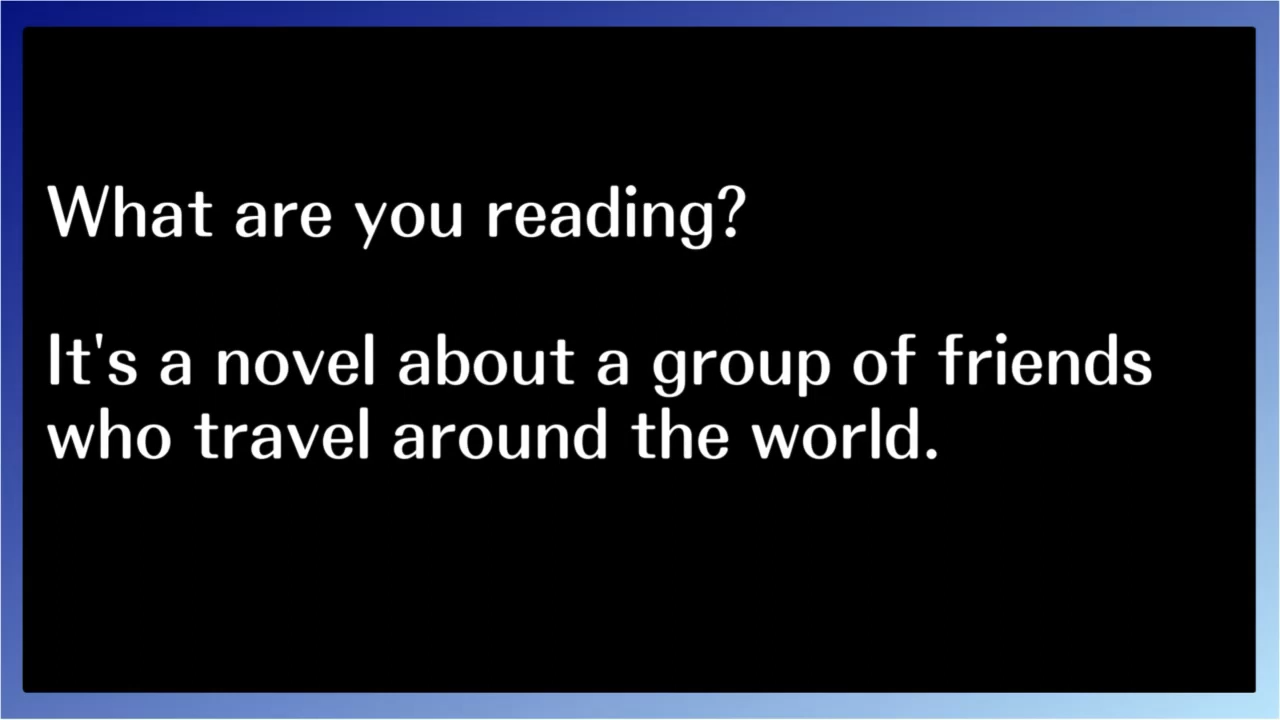 What are you reading?
It's a novel about a group of friends
who travel around the world.